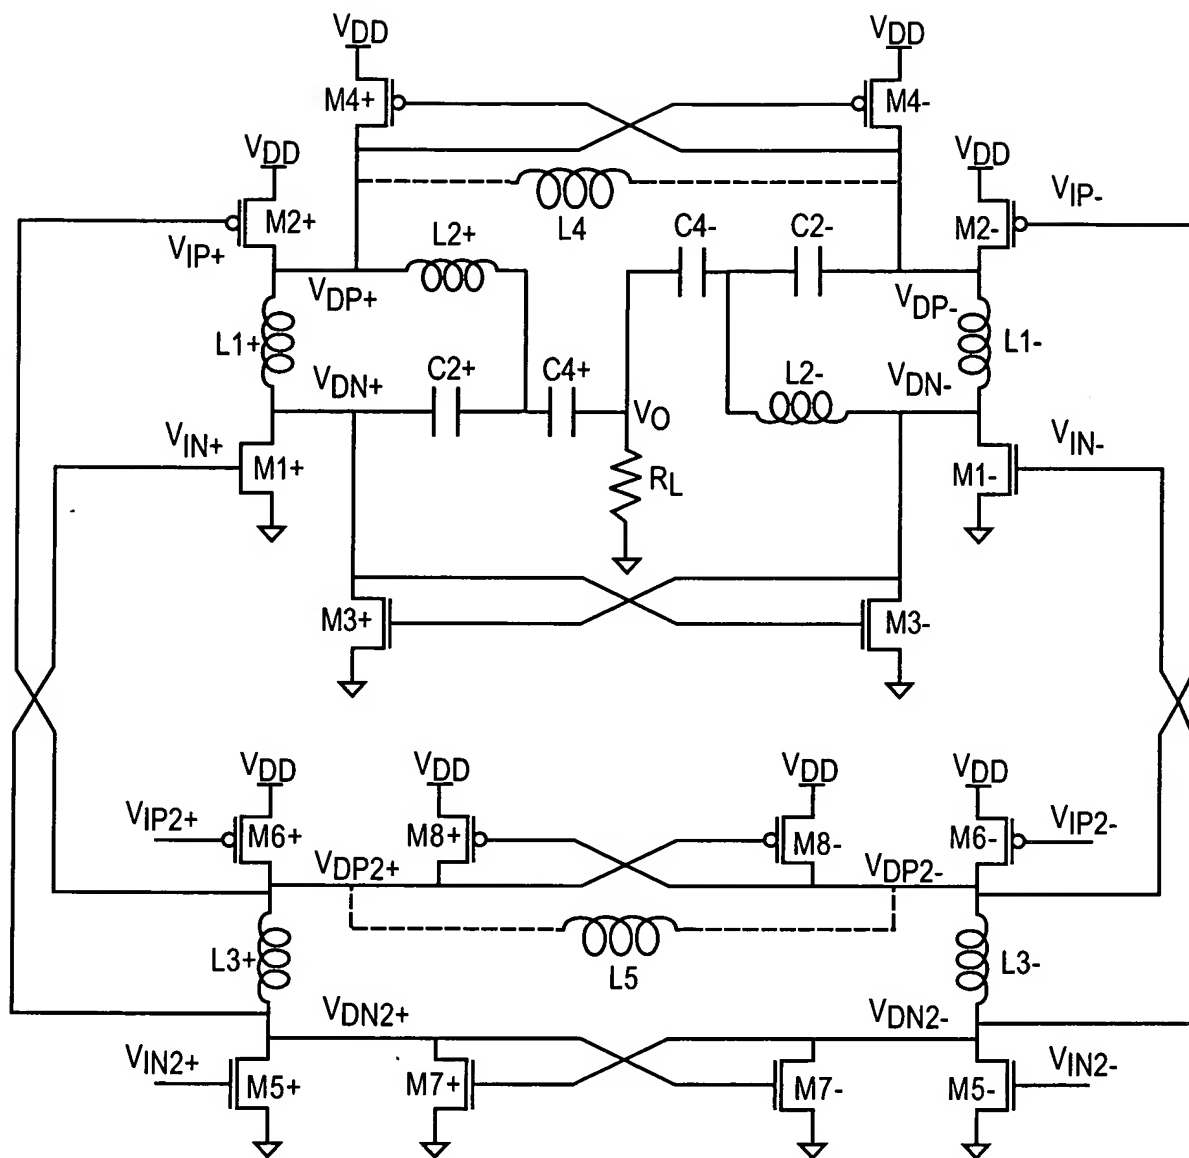 VDD VDD
M4+ M4-
VDD VDD
M2+ M2- VIP-
VIP+ L2+ L4 C4- C2-
VDP+ VDP-
L1+ L1-
VDN+ C2+ C4+ L2- VDN-
VIN+ VO VIN-
M1+ RL M1-
M3+ M3-
VDD VDD VDD VDD
VIP2+ M6+ M8+ M8- M6- VIP2-
VDP2+ VDP2-
L3+ L5 L3-
VDN2+ VDN2-
VIN2+ VIN2-
M5+ M7+ M7- M5-